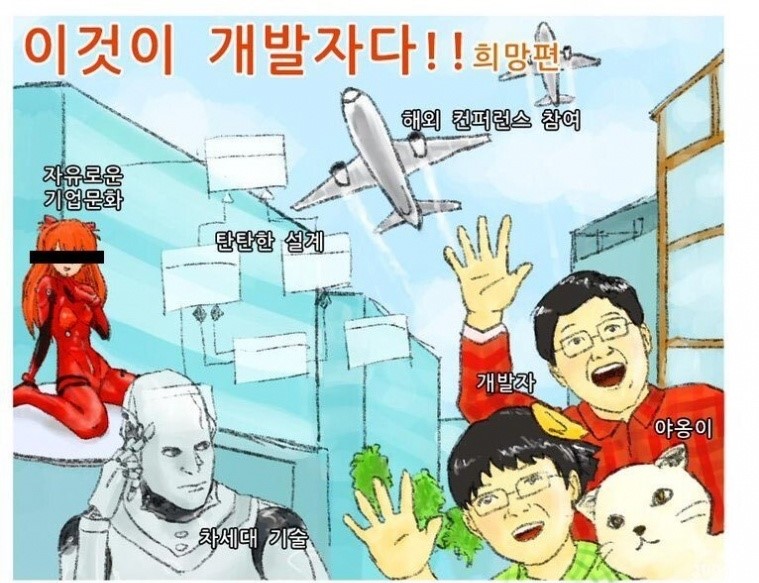 이것이 개발자다!! 희망편
해외 컨퍼런스 참여
자유로운
기업문화
탄탄한 설계
개발자
야옹이
차세대 기술